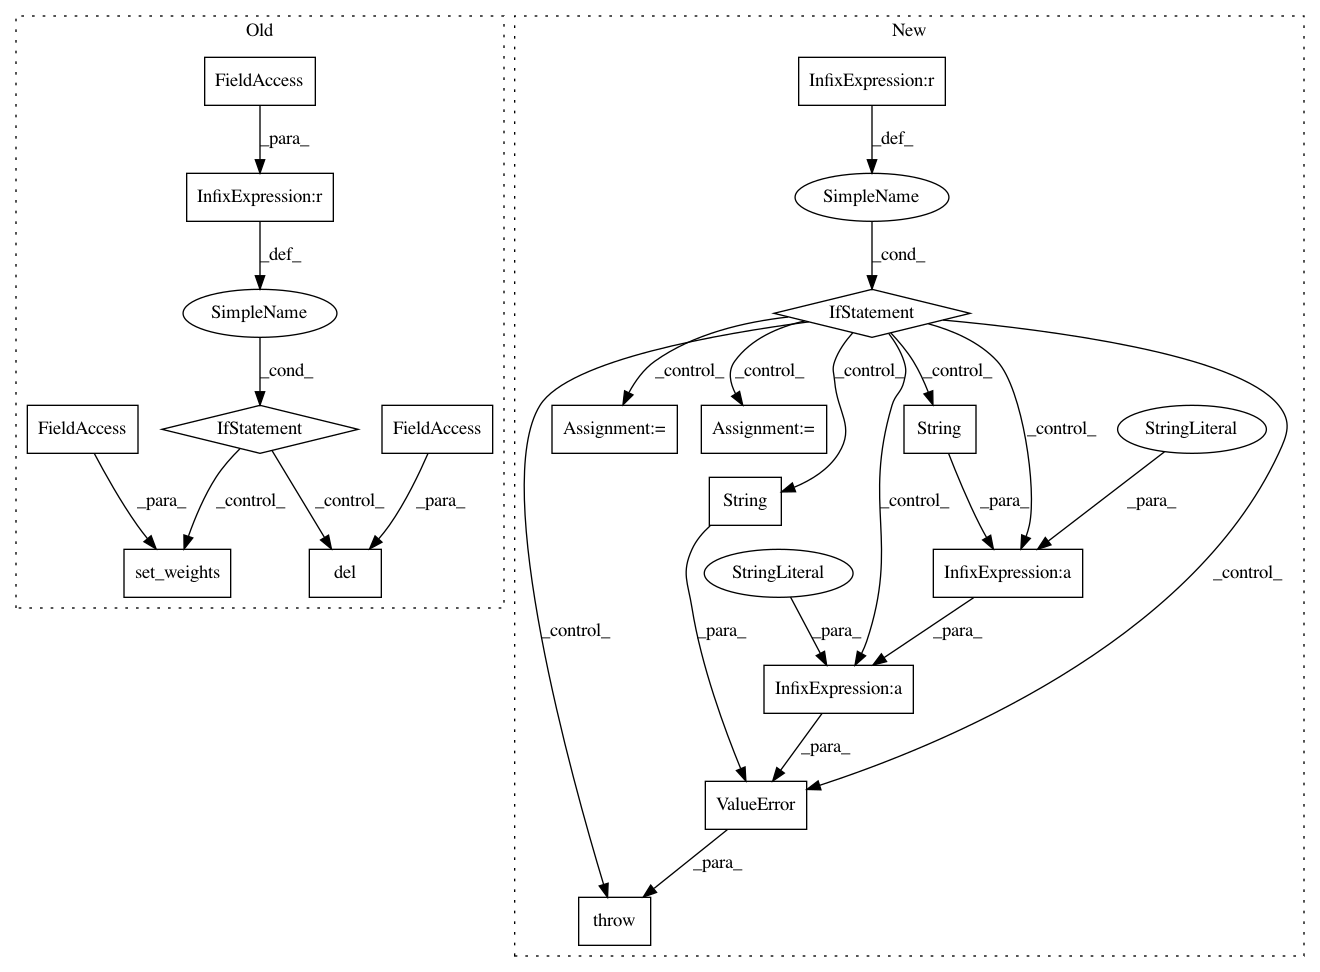 Old
New
FieldAccess
InfixExpression:r
_para_
_def_
InfixExpression:r
SimpleName
_def_
_cond_
SimpleName
IfStatement
_cond_
_control_
_control_
_control_
_control_
FieldAccess
IfStatement
FieldAccess
Assignment:=
Assignment:=
String
_control_
StringLiteral
_para_
_control_
_control_
_para_
String
_control_
_para_
_para_
set_weights
del
StringLiteral
InfixExpression:a
_control_
_control_
_para_
_para_
_para_
InfixExpression:a
_para_
ValueError
_para_
throw